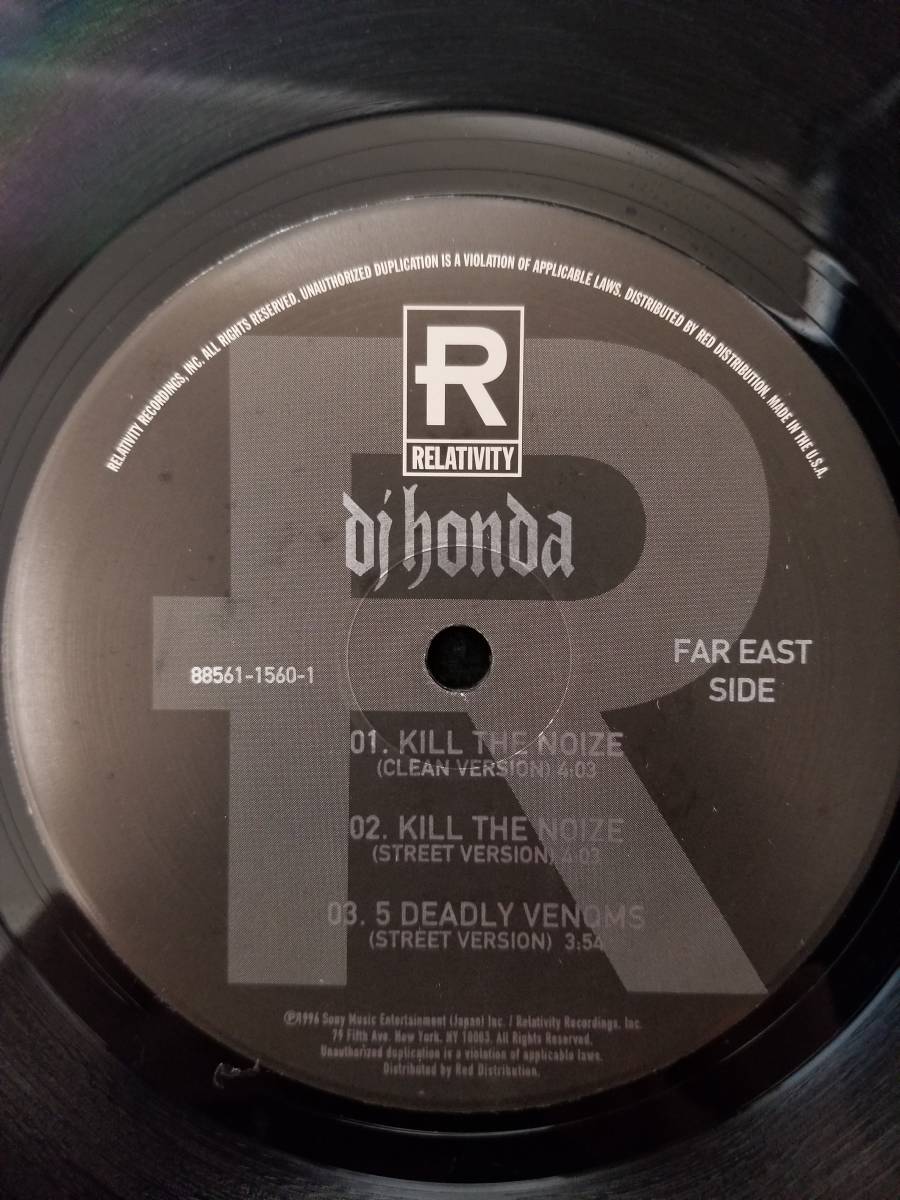 RELATIVITY RECORDINGS, INC. ALL RIGHTS RESERVED. UNAUTHORIZED DUPLICATION IS A VIOLATION OF APPLICABLE LAWS. DISTRIBUTED BY RED DISTRIBUTION. MADE IN THE U.S.A.
R
RELATIVITY
dj honda
88561-1560-1
FAR EAST
SIDE
01. KILL THE NOIZE
(CLEAN VERSION) 4:03
02. KILL THE NOIZE
(STREET VERSION) 4:03
03. 5 DEADLY VENOMS
(STREET VERSION) 3:54
℗1996 Sony Music Entertainment (Japan) Inc. / Relativity Recordings, Inc.
79 Fifth Ave. New York. NY 10003. All Rights Reserved.
Unauthorized duplication is a violation of applicable laws.
Distributed by Red Distribution.